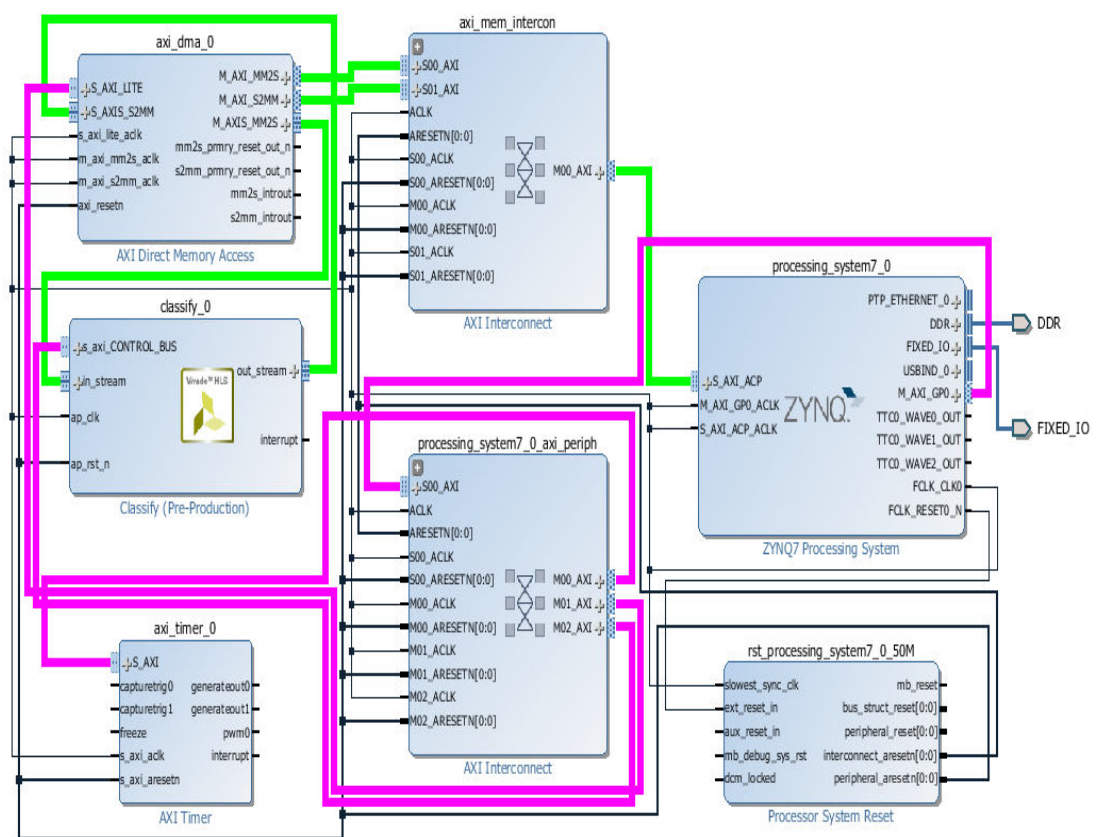 axi_dma_0
S_AXI_LITE
S_AXIS_S2MM
s_axi_lite_aclk
m_axi_mm2s_aclk
m_axi_s2mm_aclk
axi_resetn
M_AXI_MM2S
M_AXI_S2MM
M_AXIS_MM2S
mm2s_prmry_reset_out_n
s2mm_prmry_reset_out_n
mm2s_introut
s2mm_introut
AXI Direct Memory Access
axi_mem_intercon
S00_AXI
S01_AXI
ACLK
ARESETN[0:0]
S00_ACLK
S00_ARESETN[0:0]
M00_ACLK
M00_ARESETN[0:0]
S01_ACLK
S01_ARESETN[0:0]
M00_AXI
AXI Interconnect
classify_0
s_axi_CONTROL_BUS
in_stream
ap_clk
ap_rst_n
out_stream
interrupt
Vivado™ HLS
Classify (Pre-Production)
processing_system7_0
S_AXI_ACP
M_AXI_GP0_ACLK
S_AXI_ACP_ACLK
ZYNQ.
PTP_ETHERNET_0
DDR
FIXED_IO
USBIND_0
M_AXI_GP0
TTC0_WAVE0_OUT
TTC0_WAVE1_OUT
TTC0_WAVE2_OUT
FCLK_CLK0
FCLK_RESET0_N
ZYNQ7 Processing System
DDR
FIXED_IO
processing_system7_0_axi_periph
S00_AXI
ACLK
ARESETN[0:0]
S00_ACLK
S00_ARESETN[0:0]
M00_ACLK
M00_ARESETN[0:0]
M01_ACLK
M01_ARESETN[0:0]
M02_ACLK
M02_ARESETN[0:0]
M00_AXI
M01_AXI
M02_AXI
AXI Interconnect
axi_timer_0
S_AXI
capturetrig0
capturetrig1
freeze
s_axi_aclk
s_axi_aresetn
generateout0
generateout1
pwm0
interrupt
AXI Timer
rst_processing_system7_0_50M
slowest_sync_clk
ext_reset_in
aux_reset_in
mb_debug_sys_rst
dcm_locked
mb_reset
bus_struct_reset[0:0]
peripheral_reset[0:0]
interconnect_aresetn[0:0]
peripheral_aresetn[0:0]
Processor System Reset